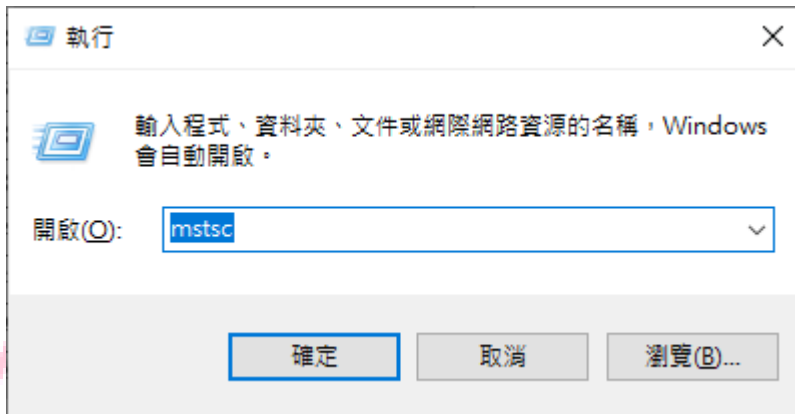 執行
輸入程式、資料夾、文件或網際網路資源的名稱，Windows
會自動開啟。
開啟(O):
mstsc
確定
取消
瀏覽(B)...